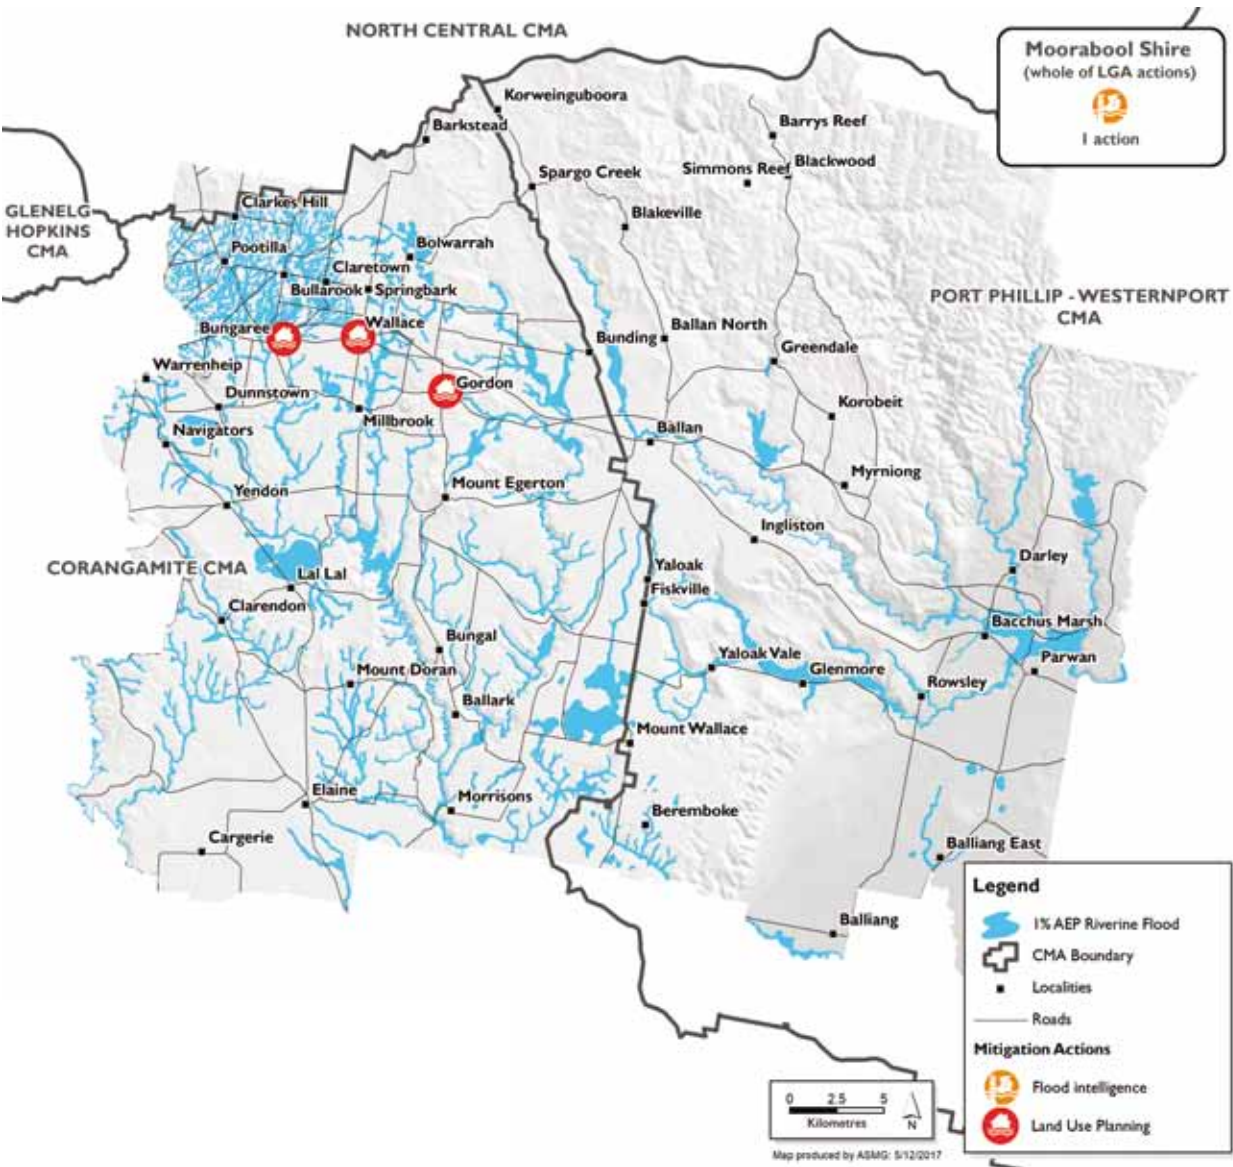 NORTH CENTRAL CMA
Moorabool Shire
(whole of LGA actions)
1 action
Korweinguboora
Barkstead
Barrys Reef
Blackwood
Simmons Reef
Spargo Creek
Clarkes Hill
GLENELG
HOPKINS
CMA
Blakeville
Pootilla
Bolwarrah
Claretown
Bullarook
Springbark
PORT PHILLIP - WESTERNPORT
CMA
Bungaree
Wallace
Ballan North
Bunding
Greendale
Warrenheip
Gordon
Dunnstown
Korobeit
Millbrook
Navigators
Ballan
Myrniong
Mount Egerton
Yendon
Ingliston
Darley
CORANGAMITE CMA
Lal Lal
Yaloak
Fiskville
Clarendon
Bacchus Marsh
Bungal
Yaloak Vale
Parwan
Mount Doran
Glenmore
Rowsley
Ballark
Mount Wallace
Elaine
Morrisons
Beremboke
Cargerie
Balliang East
Balliang
Legend
1% AEP Riverine Flood
CMA Boundary
Localities
Roads
Mitigation Actions
Flood intelligence
Land Use Planning
0 2.5 5
Kilometres
N
Map produced by ASMG: 5/12/2017